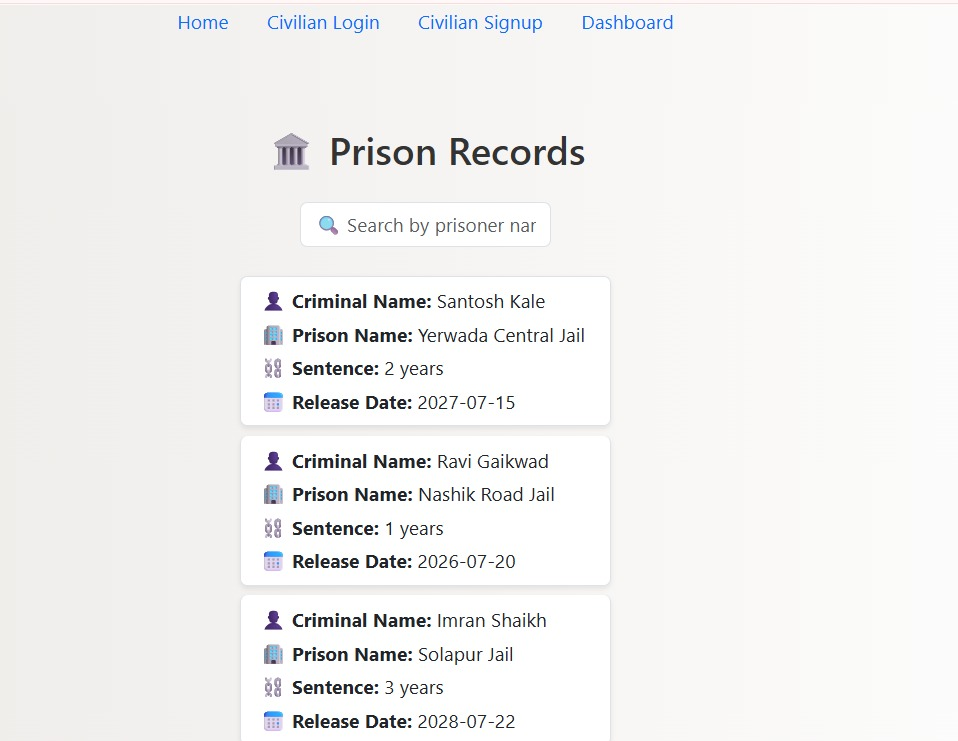 Home Civilian Login Civilian Signup Dashboard
Prison Records
Search by prisoner nar
Criminal Name: Santosh Kale
Prison Name: Yerwada Central Jail
Sentence: 2 years
Release Date: 2027-07-15
Criminal Name: Ravi Gaikwad
Prison Name: Nashik Road Jail
Sentence: 1 years
Release Date: 2026-07-20
Criminal Name: Imran Shaikh
Prison Name: Solapur Jail
Sentence: 3 years
Release Date: 2028-07-22